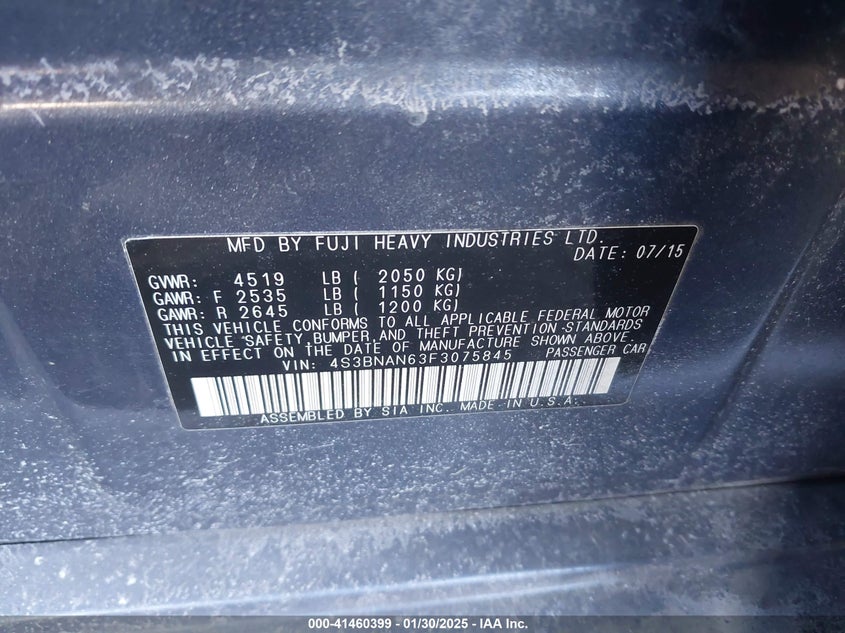 MFD BY FUJI HEAVY INDUSTRIES LTD.
DATE: 07/15
GVWR: 4519 LB ( 2050 KG)
GAWR: F 2535 LB ( 1150 KG)
GAWR: R 2645 LB ( 1200 KG)
THIS VEHICLE CONFORMS TO ALL APPLICABLE FEDERAL MOTOR
VEHICLE SAFETY, BUMPER, AND THEFT PREVENTION STANDARDS
IN EFFECT ON THE DATE OF MANUFACTURE SHOWN ABOVE.
VIN: 4S3BNAN63F3075845 PASSENGER CAR
ASSEMBLED BY SIA INC. MADE IN U.S.A.
000-41460399 - 01/30/2025 - IAA Inc.